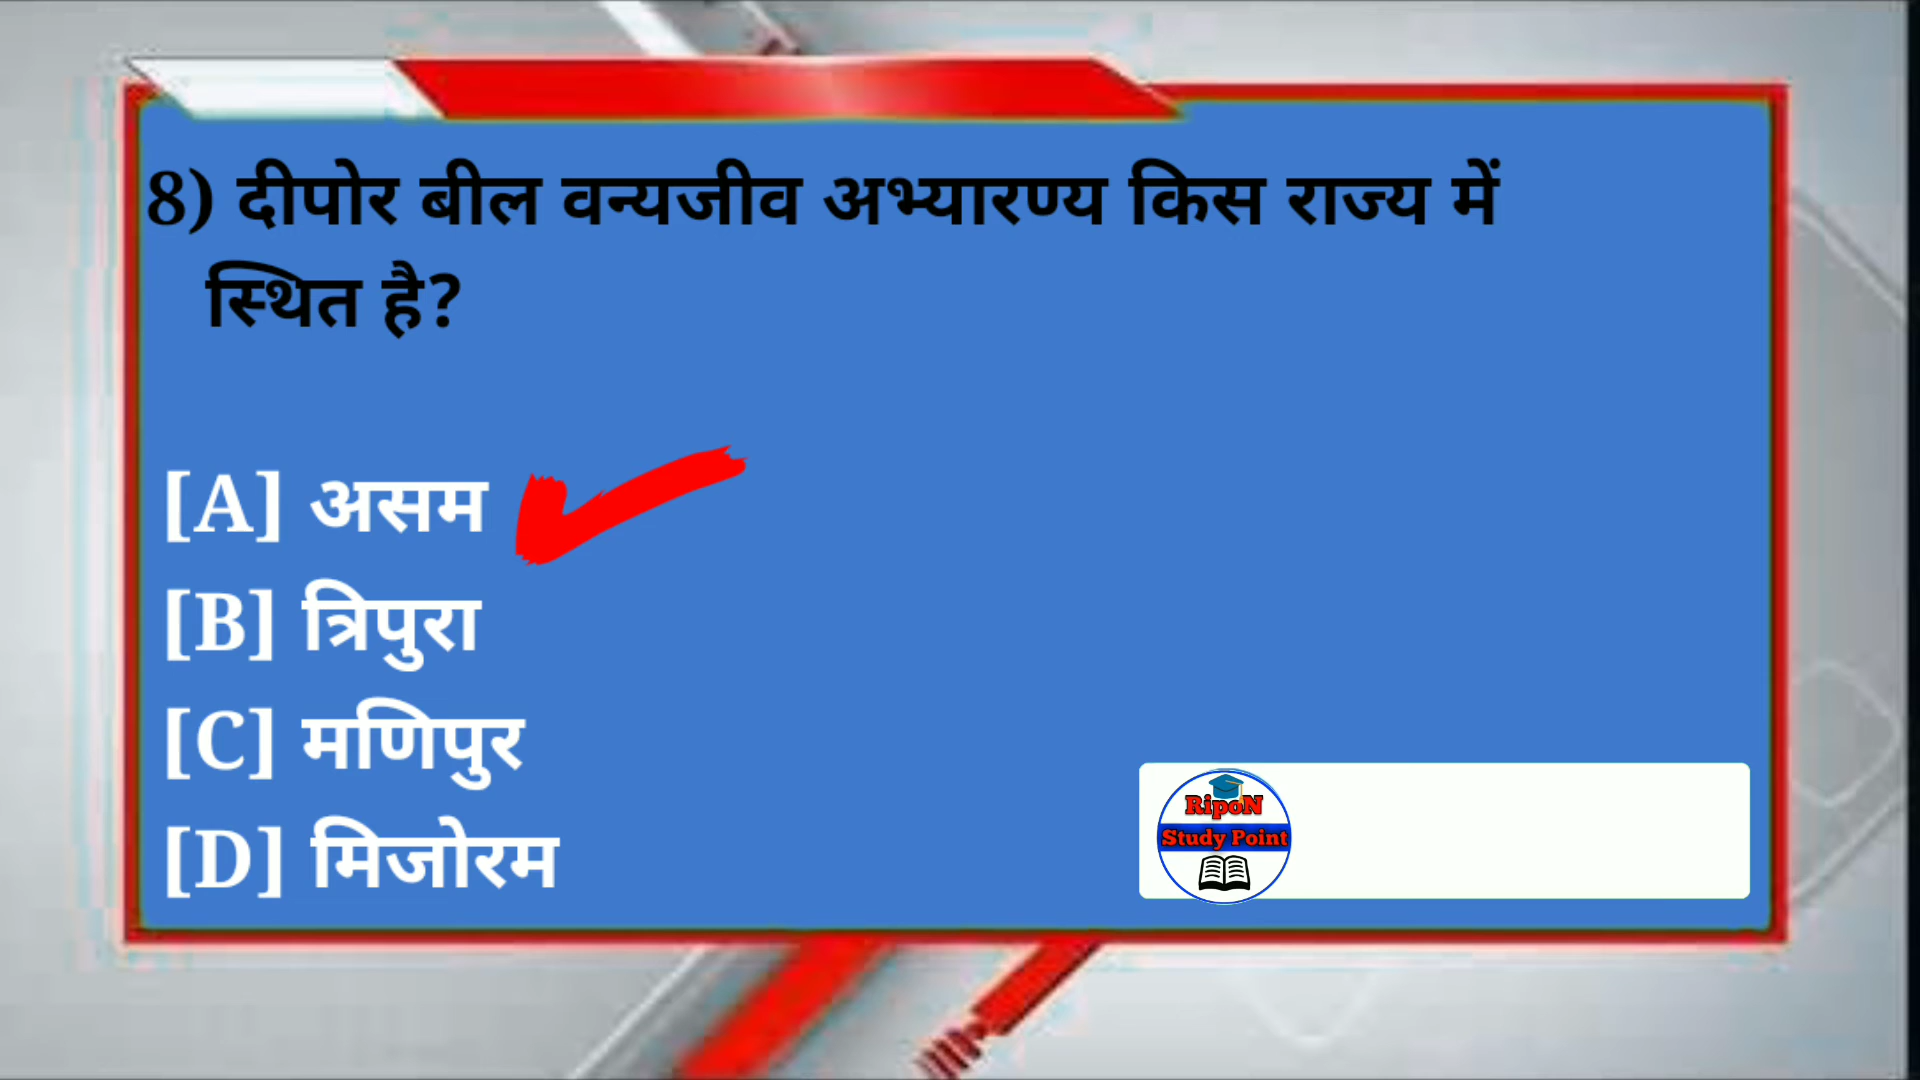 8) दीपोर बील वन्यजीव अभ्यारण्य किस राज्य में
स्थित है?
[A] असम
[B] त्रिपुरा
[C] मणिपुर
[D] मिजोरम
RipoN
Study Point